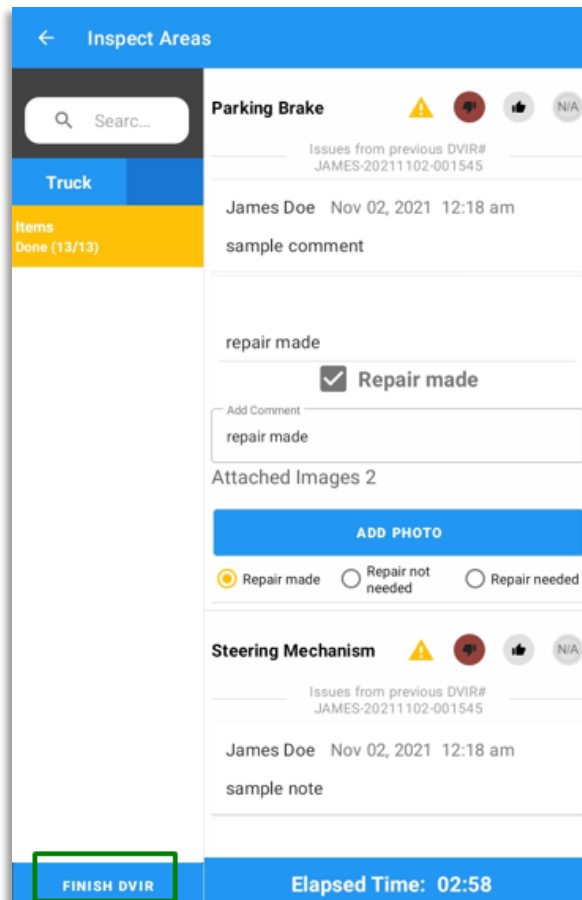 Inspect Areas
Searc...
Truck
Items
Done (13/13)
Parking Brake
N/A
Issues from previous DVIR#
JAMES-20211102-001545
James Doe Nov 02, 2021 12:18 am
sample comment
repair made
Repair made
Add Comment
repair made
Attached Images 2
ADD PHOTO
Repair made
Repair not
needed
Repair needed
Steering Mechanism
N/A
Issues from previous DVIR#
JAMES-20211102-001545
James Doe Nov 02, 2021 12:18 am
sample note
FINISH DVIR
Elapsed Time: 02:58